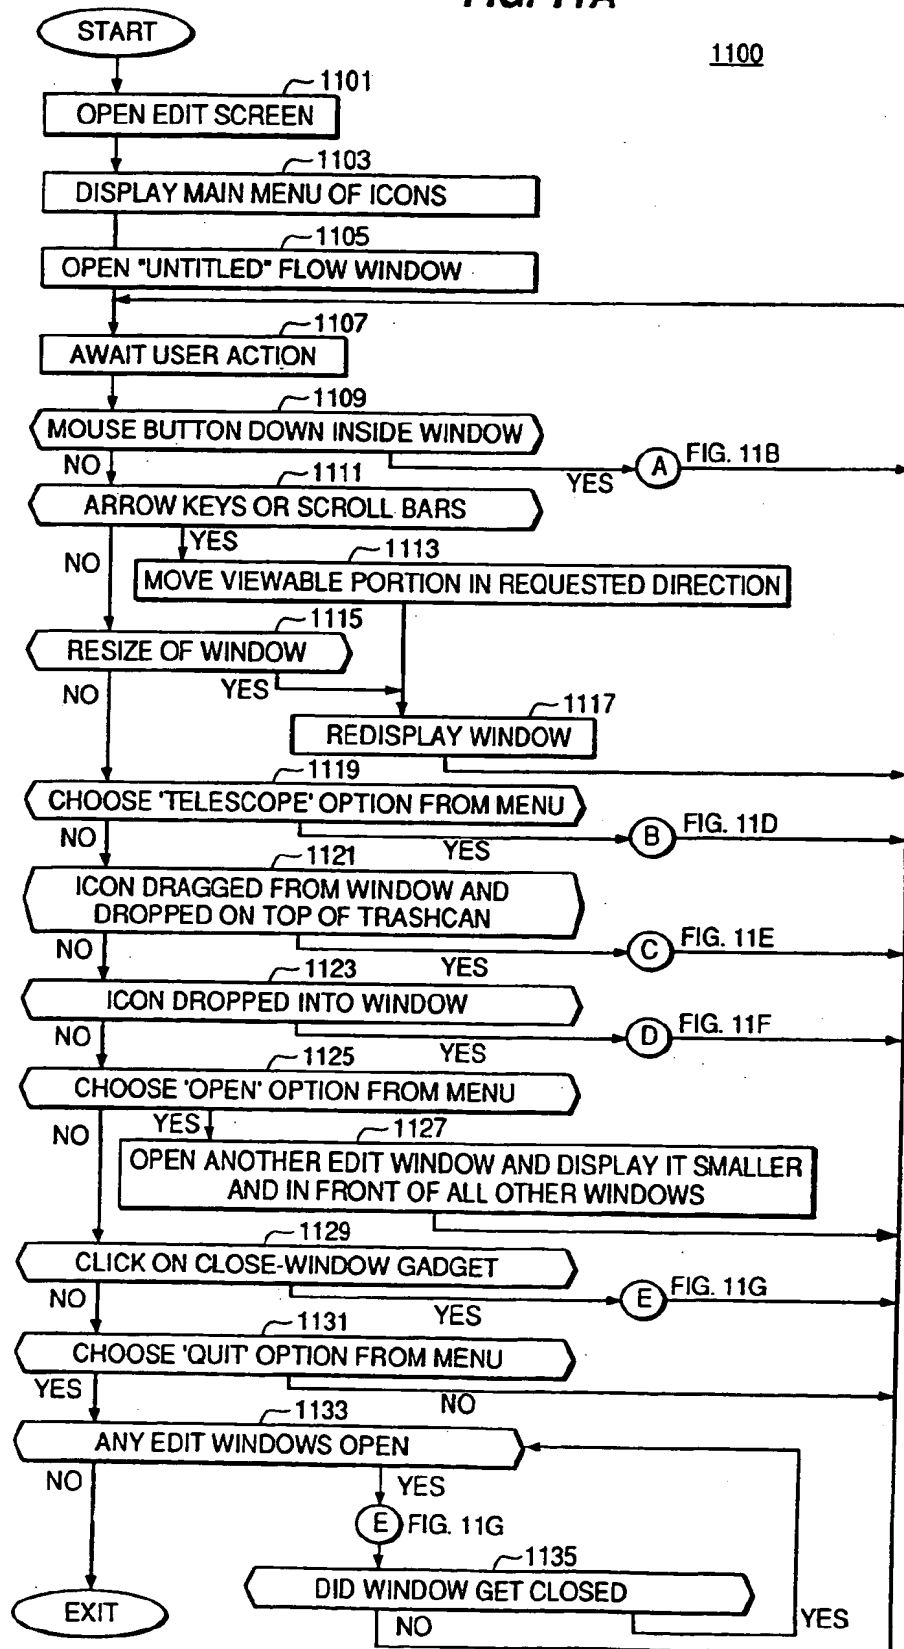 FIG. 11A
START
1100
1101
OPEN EDIT SCREEN
1103
DISPLAY MAIN MENU OF ICONS
1105
OPEN "UNTITLED" FLOW WINDOW
1107
AWAIT USER ACTION
1109
MOUSE BUTTON DOWN INSIDE WINDOW
NO
YES
A
FIG. 11B
1111
ARROW KEYS OR SCROLL BARS
NO
YES
1113
MOVE VIEWABLE PORTION IN REQUESTED DIRECTION
1115
RESIZE OF WINDOW
NO
YES
1117
REDISPLAY WINDOW
1119
CHOOSE 'TELESCOPE' OPTION FROM MENU
NO
YES
B
FIG. 11D
1121
ICON DRAGGED FROM WINDOW AND
DROPPED ON TOP OF TRASHCAN
NO
YES
C
FIG. 11E
1123
ICON DROPPED INTO WINDOW
NO
YES
D
FIG. 11F
1125
CHOOSE 'OPEN' OPTION FROM MENU
NO
YES
1127
OPEN ANOTHER EDIT WINDOW AND DISPLAY IT SMALLER
AND IN FRONT OF ALL OTHER WINDOWS
1129
CLICK ON CLOSE-WINDOW GADGET
NO
YES
E
FIG. 11G
1131
CHOOSE 'QUIT' OPTION FROM MENU
YES
NO
1133
ANY EDIT WINDOWS OPEN
NO
YES
E
FIG. 11G
1135
DID WINDOW GET CLOSED
EXIT
NO
YES